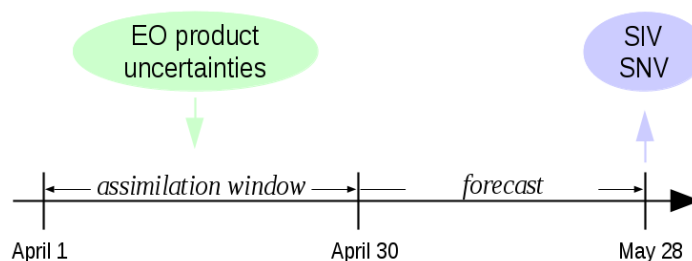 EO product
uncertainties
SIV
SNV
assimilation window
forecast
April 1
April 30
May 28